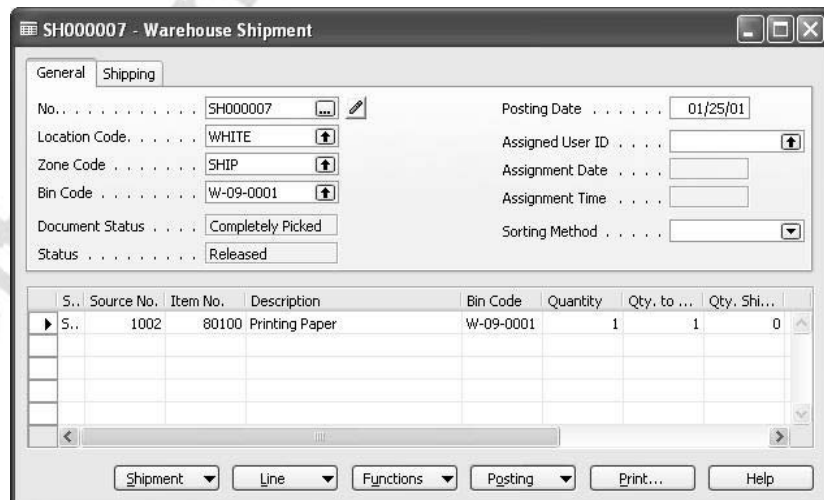 SH000007 - Warehouse Shipment
General Shipping
No. . . . . . . . . . . . SH000007 ...
Posting Date . . . . . . 01/25/01
Location Code. . . . . . WHITE
Assigned User ID . . . .
Zone Code . . . . . . . . SHIP
Assignment Date . . . .
Bin Code . . . . . . . . W-09-0001
Assignment Time . . . .
Document Status . . . . Completely Picked
Sorting Method . . . . .
Status . . . . . . . . . Released
S.. Source No. Item No. Description Bin Code Quantity Qty. to ... Qty. Shi...
S.. 1002 80100 Printing Paper W-09-0001 1 1 0
Shipment Line Functions Posting Print... Help